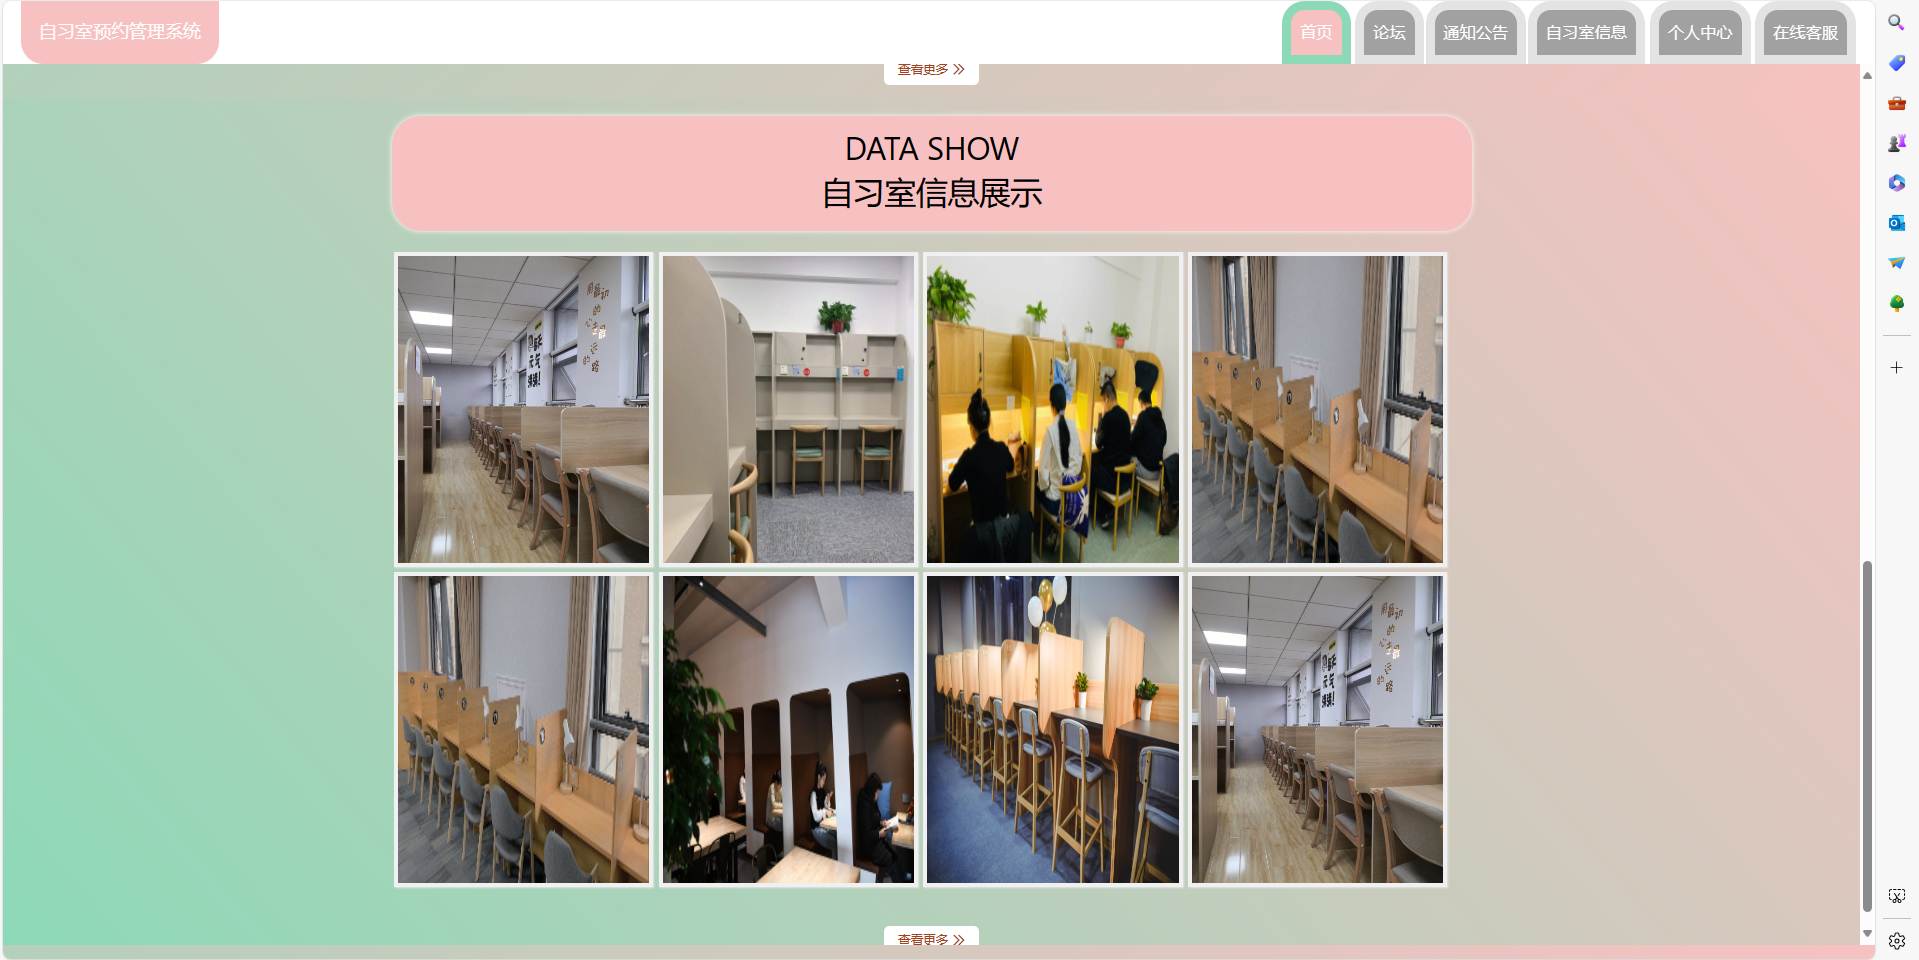 自习室预约管理系统
首页
论坛
通知公告
自习室信息
个人中心
在线客服
查看更多
DATA SHOW
自习室信息展示
查看更多